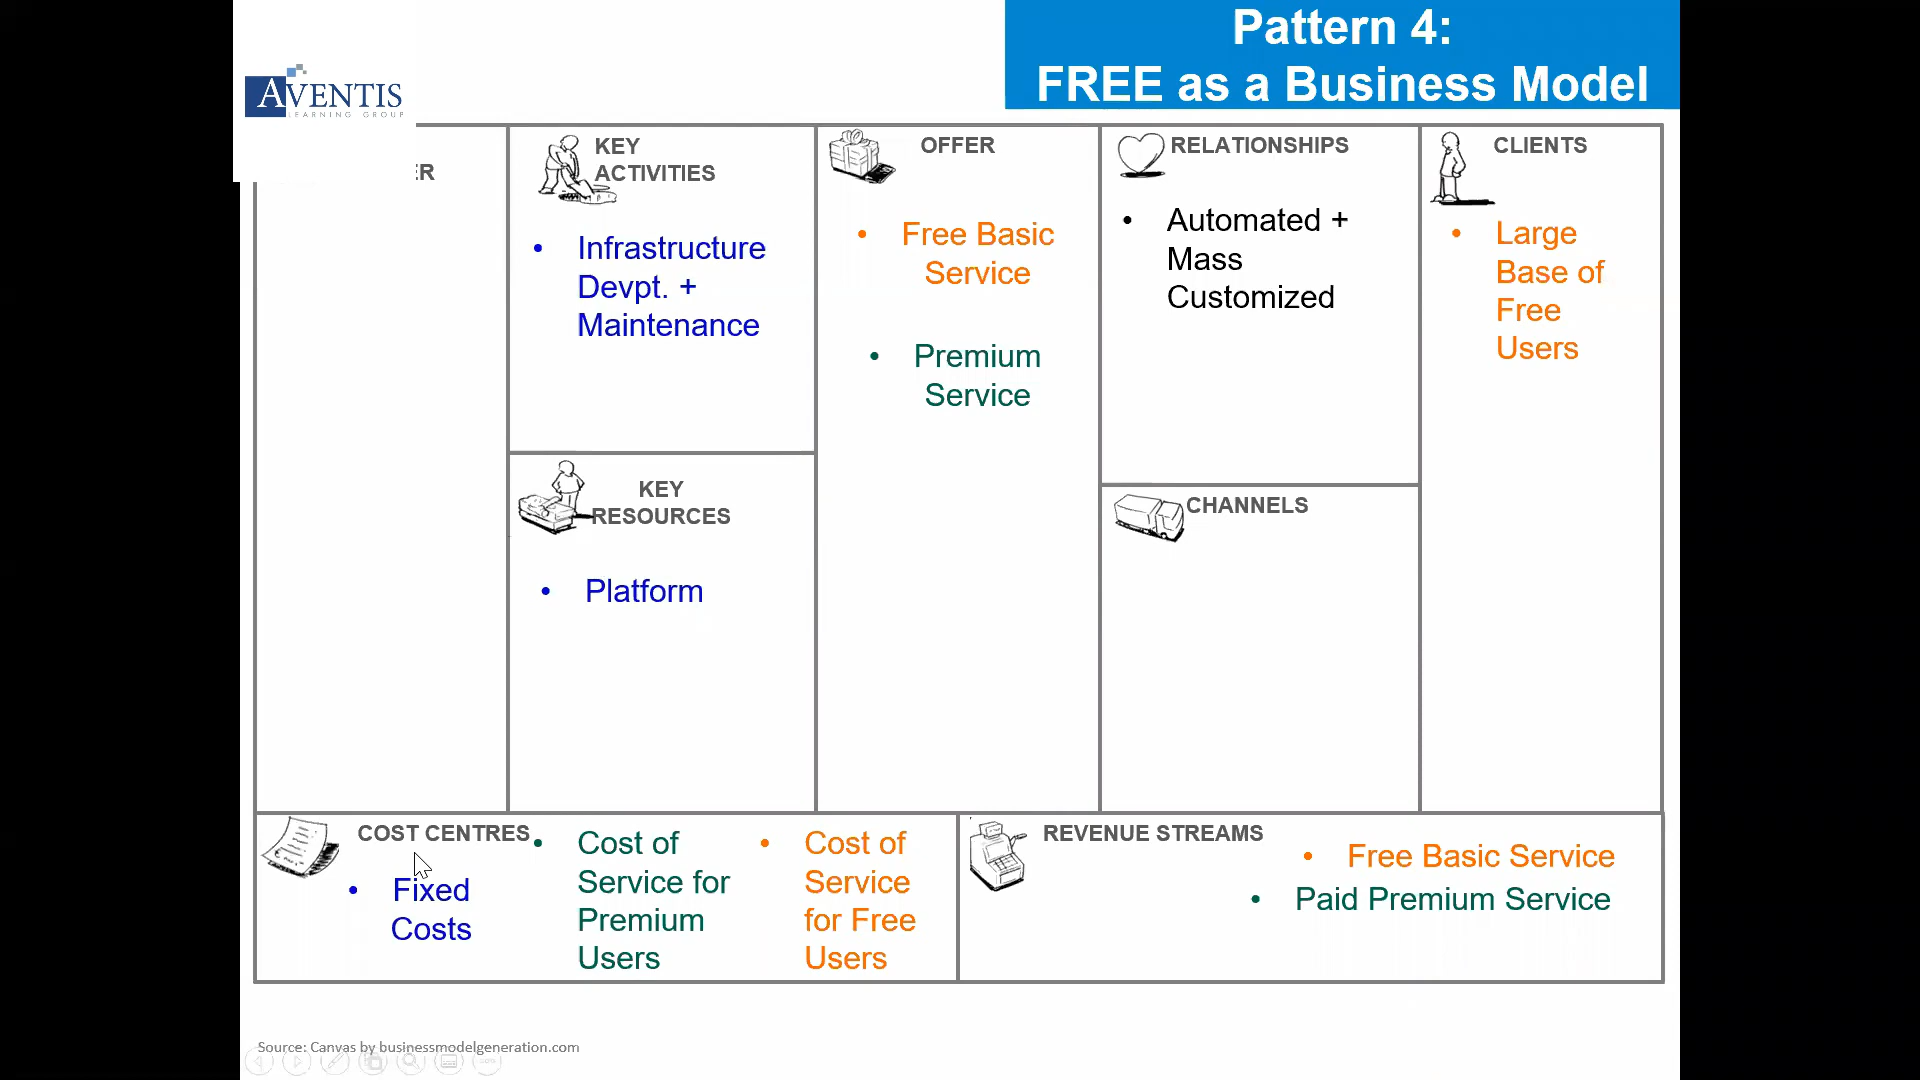 Pattern 4:
FREE as a Business Model
AVENTIS
LEARNING GROUP
ER
KEY
ACTIVITIES
• Infrastructure
Devpt. +
Maintenance
KEY
RESOURCES
• Platform
OFFER
• Free Basic
Service
• Premium
Service
RELATIONSHIPS
• Automated +
Mass
Customized
CHANNELS
CLIENTS
• Large
Base of
Free
Users
COST CENTRES
• Fixed
Costs
• Cost of
Service for
Premium
Users
• Cost of
Service
for Free
Users
REVENUE STREAMS
• Free Basic Service
• Paid Premium Service
Source: Canvas by businessmodelgeneration.com